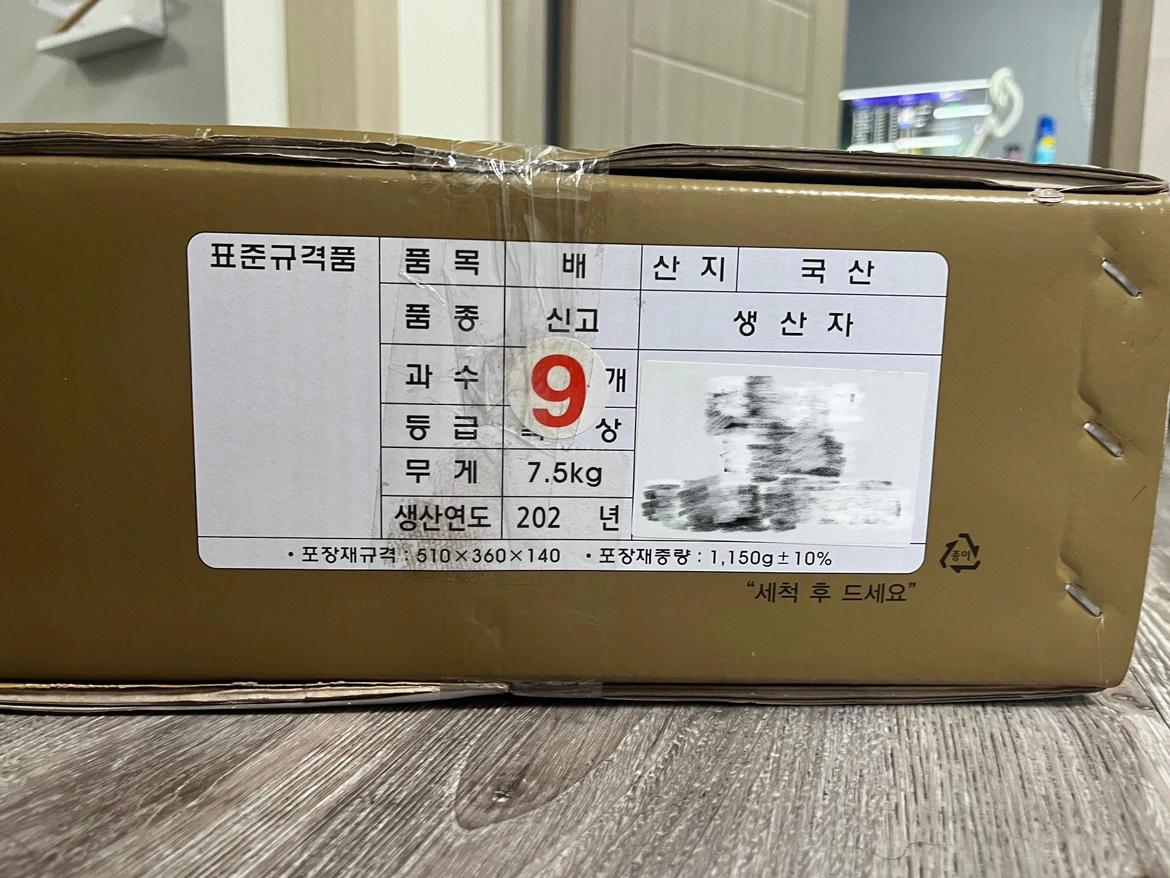 표준규격품
품 목 배 산 지 국 산
품 종 신고 생 산 자
과 수 9 개
등 급 상
무 게 7.5kg
생산연도 202 년
• 포장재규격 : 510×360×140 • 포장재중량 : 1,150g±10%
종이
“세척 후 드세요”